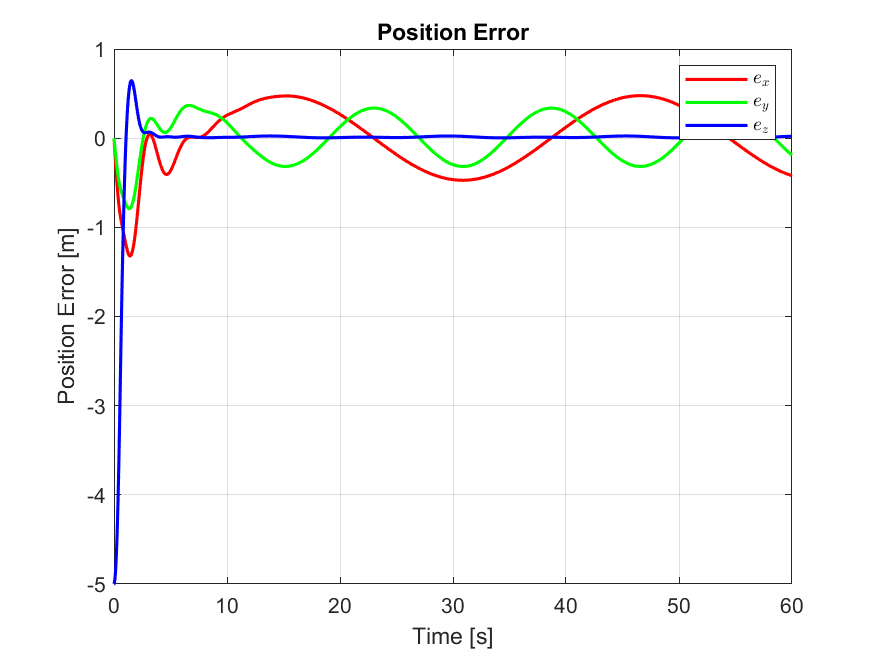 Position Error
Position Error [m]
1
0
-1
-2
-3
-4
-5
e_x
e_y
e_z
0 10 20 30 40 50 60
Time [s]